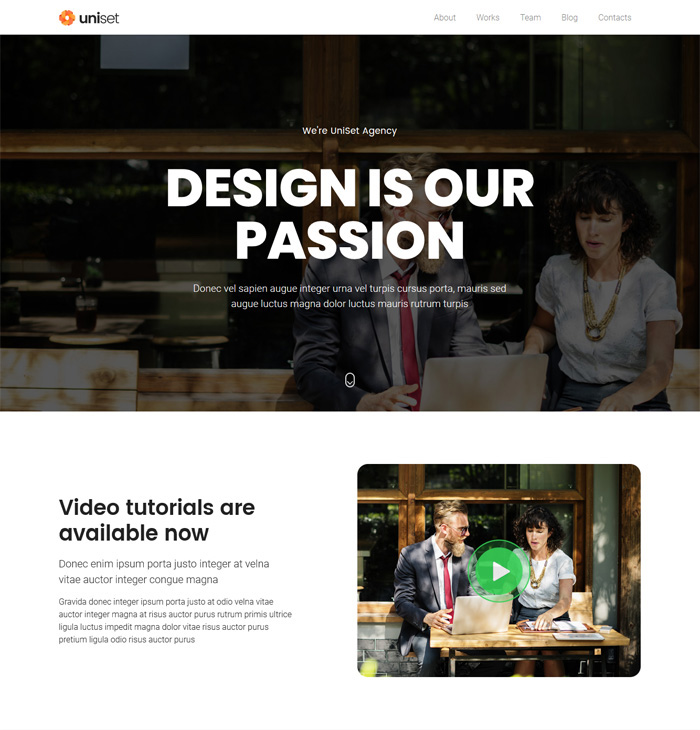 uniset
About Works Team Blog Contacts
We're UniSet Agency
DESIGN IS OUR
PASSION
Donec vel sapien augue integer urna vel turpis cursus porta, mauris sed
augue luctus magna dolor luctus mauris rutrum turpis
Video tutorials are
available now
Donec enim ipsum porta justo integer at velna
vitae auctor integer congue magna
Gravida donec integer ipsum porta justo at odio velna vitae
auctor integer magna at risus auctor purus rutrum primis ultrice
ligula luctus impedit magna dolor vitae risus auctor purus
pretium ligula odio risus auctor purus